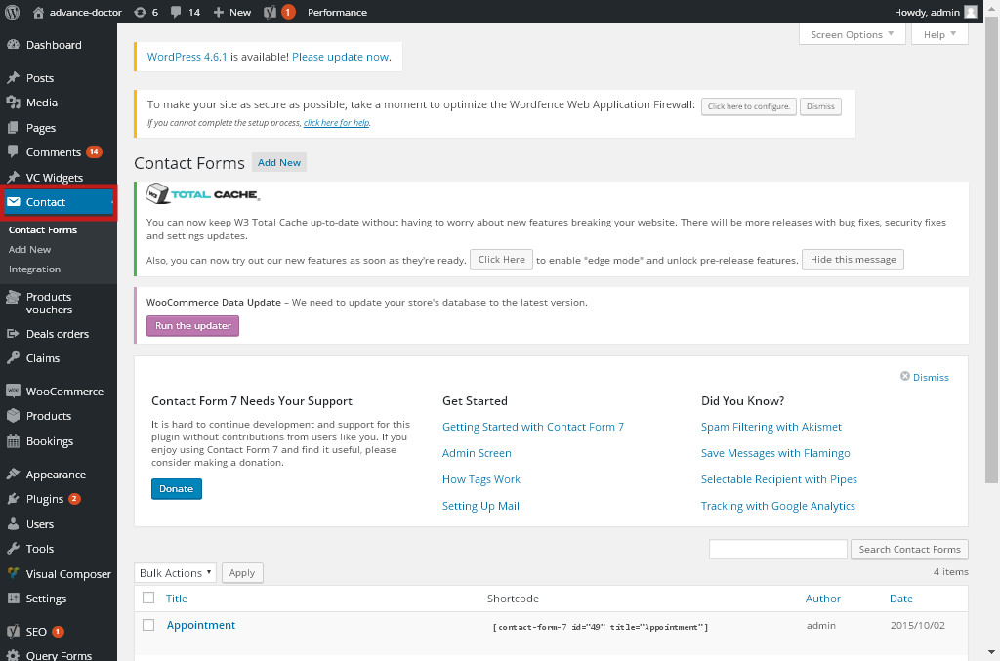 advance-doctor 6 14 New 1 Performance Howdy, admin
Screen Options Help
Dashboard
Posts
Media
Pages
Comments 14
VC Widgets
Contact
Contact Forms
Add New
Integration
Products
vouchers
Deals orders
Claims
WooCommerce
Products
Bookings
Appearance
Plugins 2
Users
Tools
Visual Composer
Settings
SEO 1
Query Forms
WordPress 4.6.1 is available! Please update now.
To make your site as secure as possible, take a moment to optimize the Wordfence Web Application Firewall: Click here to configure. Dismiss
If you cannot complete the setup process, click here for help.
Contact Forms Add New
W3 TOTAL CACHE
You can now keep W3 Total Cache up-to-date without having to worry about new features breaking your website. There will be more releases with bug fixes, security fixes
and settings updates.
Also, you can now try out our new features as soon as they're ready. Click Here to enable "edge mode" and unlock pre-release features. Hide this message
WooCommerce Data Update – We need to update your store's database to the latest version.
Run the updater
Dismiss
Contact Form 7 Needs Your Support
It is hard to continue development and support for this
plugin without contributions from users like you. If you
enjoy using Contact Form 7 and find it useful, please
consider making a donation.
Donate
Get Started
Getting Started with Contact Form 7
Admin Screen
How Tags Work
Setting Up Mail
Did You Know?
Spam Filtering with Akismet
Save Messages with Flamingo
Selectable Recipient with Pipes
Tracking with Google Analytics
Search Contact Forms
Bulk Actions Apply 4 items
Title Shortcode Author Date
Appointment [contact-form-7 id="49" title="Appointment"] admin 2015/10/02